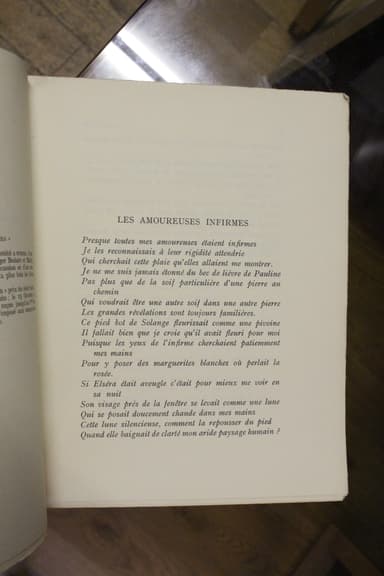 LES AMOUREUSES INFIRMES
Presque toutes mes amoureuses étaient infirmes
Je les reconnaissais à leur rigidité attendrie
Qui cherchait cette plaie qu'elles allaient me montrer.
Je ne me suis jamais étonné du bec de lièvre de Pauline
Pas plus que de la soif particulière d'une pierre au
chemin
Qui voudrait être une autre soif dans une autre pierre
Les grandes révélations sont toujours familières.
Ce pied bot de Solange fleurissait comme une pivoine
Il fallait bien que je croie qu'il avait fleuri pour moi
Puisque les yeux de l'infirme cherchaient patiemment
mes mains
Pour y poser des marguerites blanches où perlait la
rosée.
Si Elséra était aveugle c'était pour mieux me voir en
sa nuit
Son visage près de la fenêtre se levait comme une lune
Qui se posait doucement chaude dans mes mains
Cette lune silencieuse, comment la repousser du pied
Quand elle baignait de clarté mon aride paysage humain ?